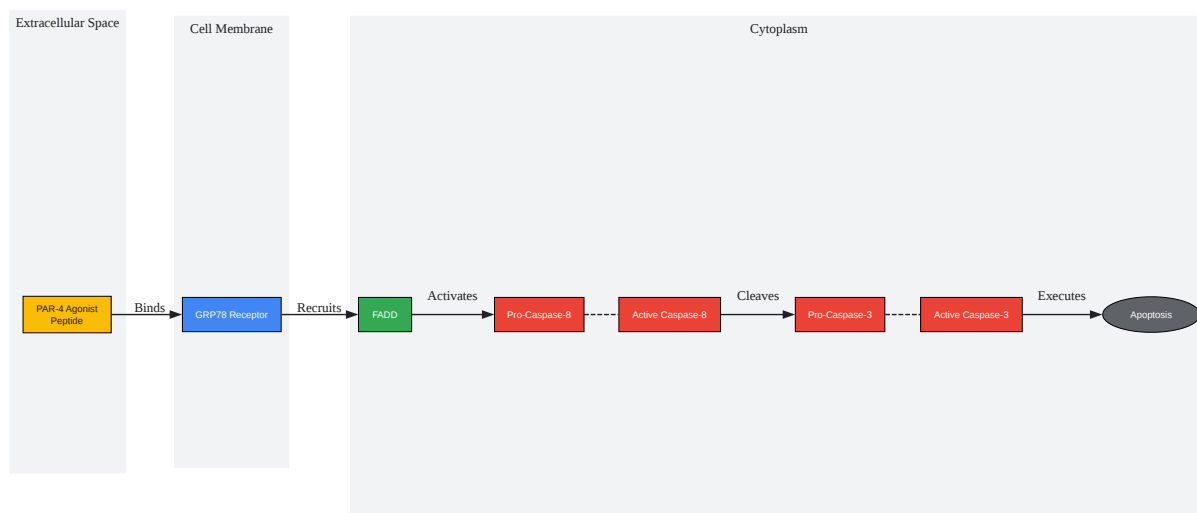 Extracellular Space
Cell Membrane
Cytoplasm
PAR-4 Agonist
Peptide
Binds
GRP78 Receptor
Recruits
FADD
Activates
Pro-Caspase-8
Active Caspase-8
Cleaves
Pro-Caspase-3
Active Caspase-3
Executes
Apoptosis